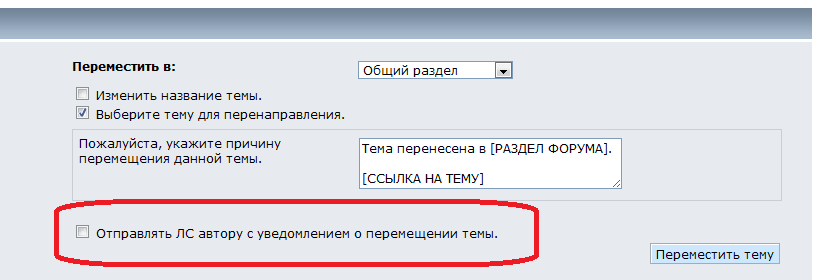 Переместить в:
Общий раздел
Изменить название темы.
Выберите тему для перенаправления.
Пожалуйста, укажите причину
перемещения данной темы.
Тема перенесена в [РАЗДЕЛ ФОРУМА].
[ССЫЛКА НА ТЕМУ]
Отправлять ЛС автору с уведомлением о перемещении темы.
Переместить тему